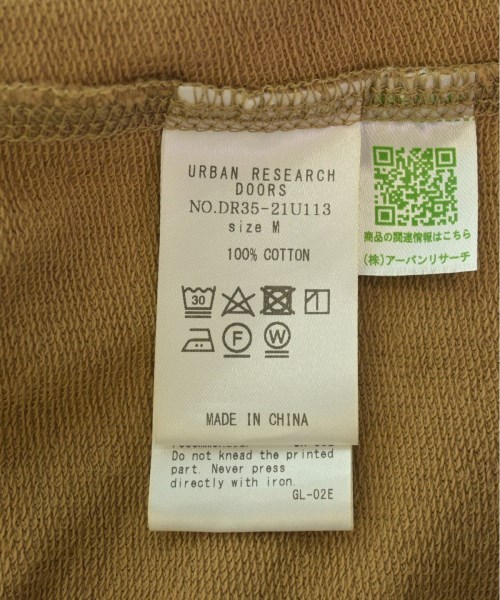 URBAN RESEARCH
DOORS
NO.DR35-21U113
size M
100% COTTON
30
F
W
MADE IN CHINA
商品の関連情報はこちら
(株)アーバンリサーチ
Do not knead the printed
part. Never press
directly with iron.
GL-02E